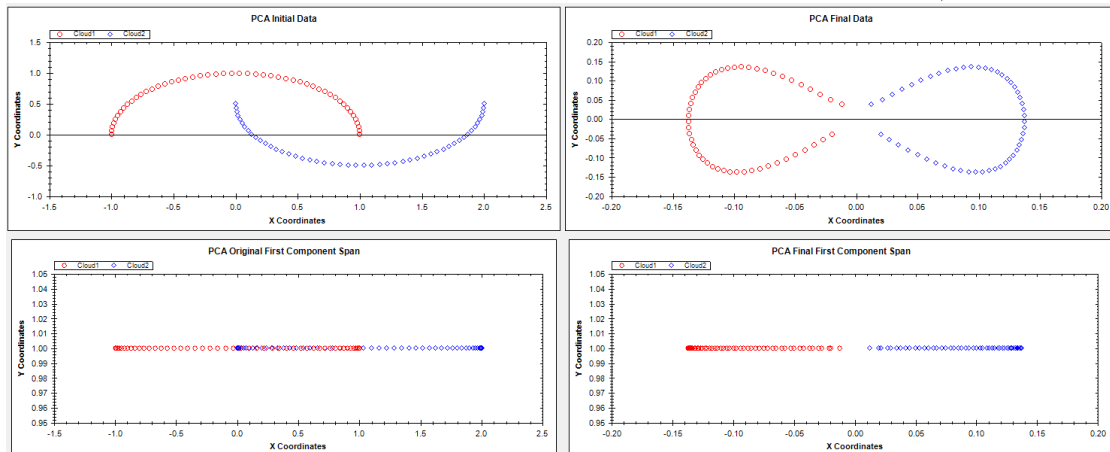 PCA Initial Data
Cloud1 Cloud2
Y Coordinates
1.5
1.0
0.5
0.0
-0.5
-1.0
-1.5 -1.0 -0.5 0.0 0.5 1.0 1.5 2.0 2.5
X Coordinates
PCA Final Data
Cloud1 Cloud2
Y Coordinates
0.20
0.15
0.10
0.05
0.00
-0.05
-0.10
-0.15
-0.20
-0.20 -0.15 -0.10 -0.05 0.00 0.05 0.10 0.15 0.20
X Coordinates
PCA Original First Component Span
Cloud1 Cloud2
Y Coordinates
1.05
1.04
1.03
1.02
1.01
1.00
0.99
0.98
0.97
0.96
0.95
-1.5 -1.0 -0.5 0.0 0.5 1.0 1.5 2.0 2.5
X Coordinates
PCA Final First Component Span
Cloud1 Cloud2
Y Coordinates
1.05
1.04
1.03
1.02
1.01
1.00
0.99
0.98
0.97
0.96
0.95
-0.20 -0.15 -0.10 -0.05 0.00 0.05 0.10 0.15 0.20
X Coordinates